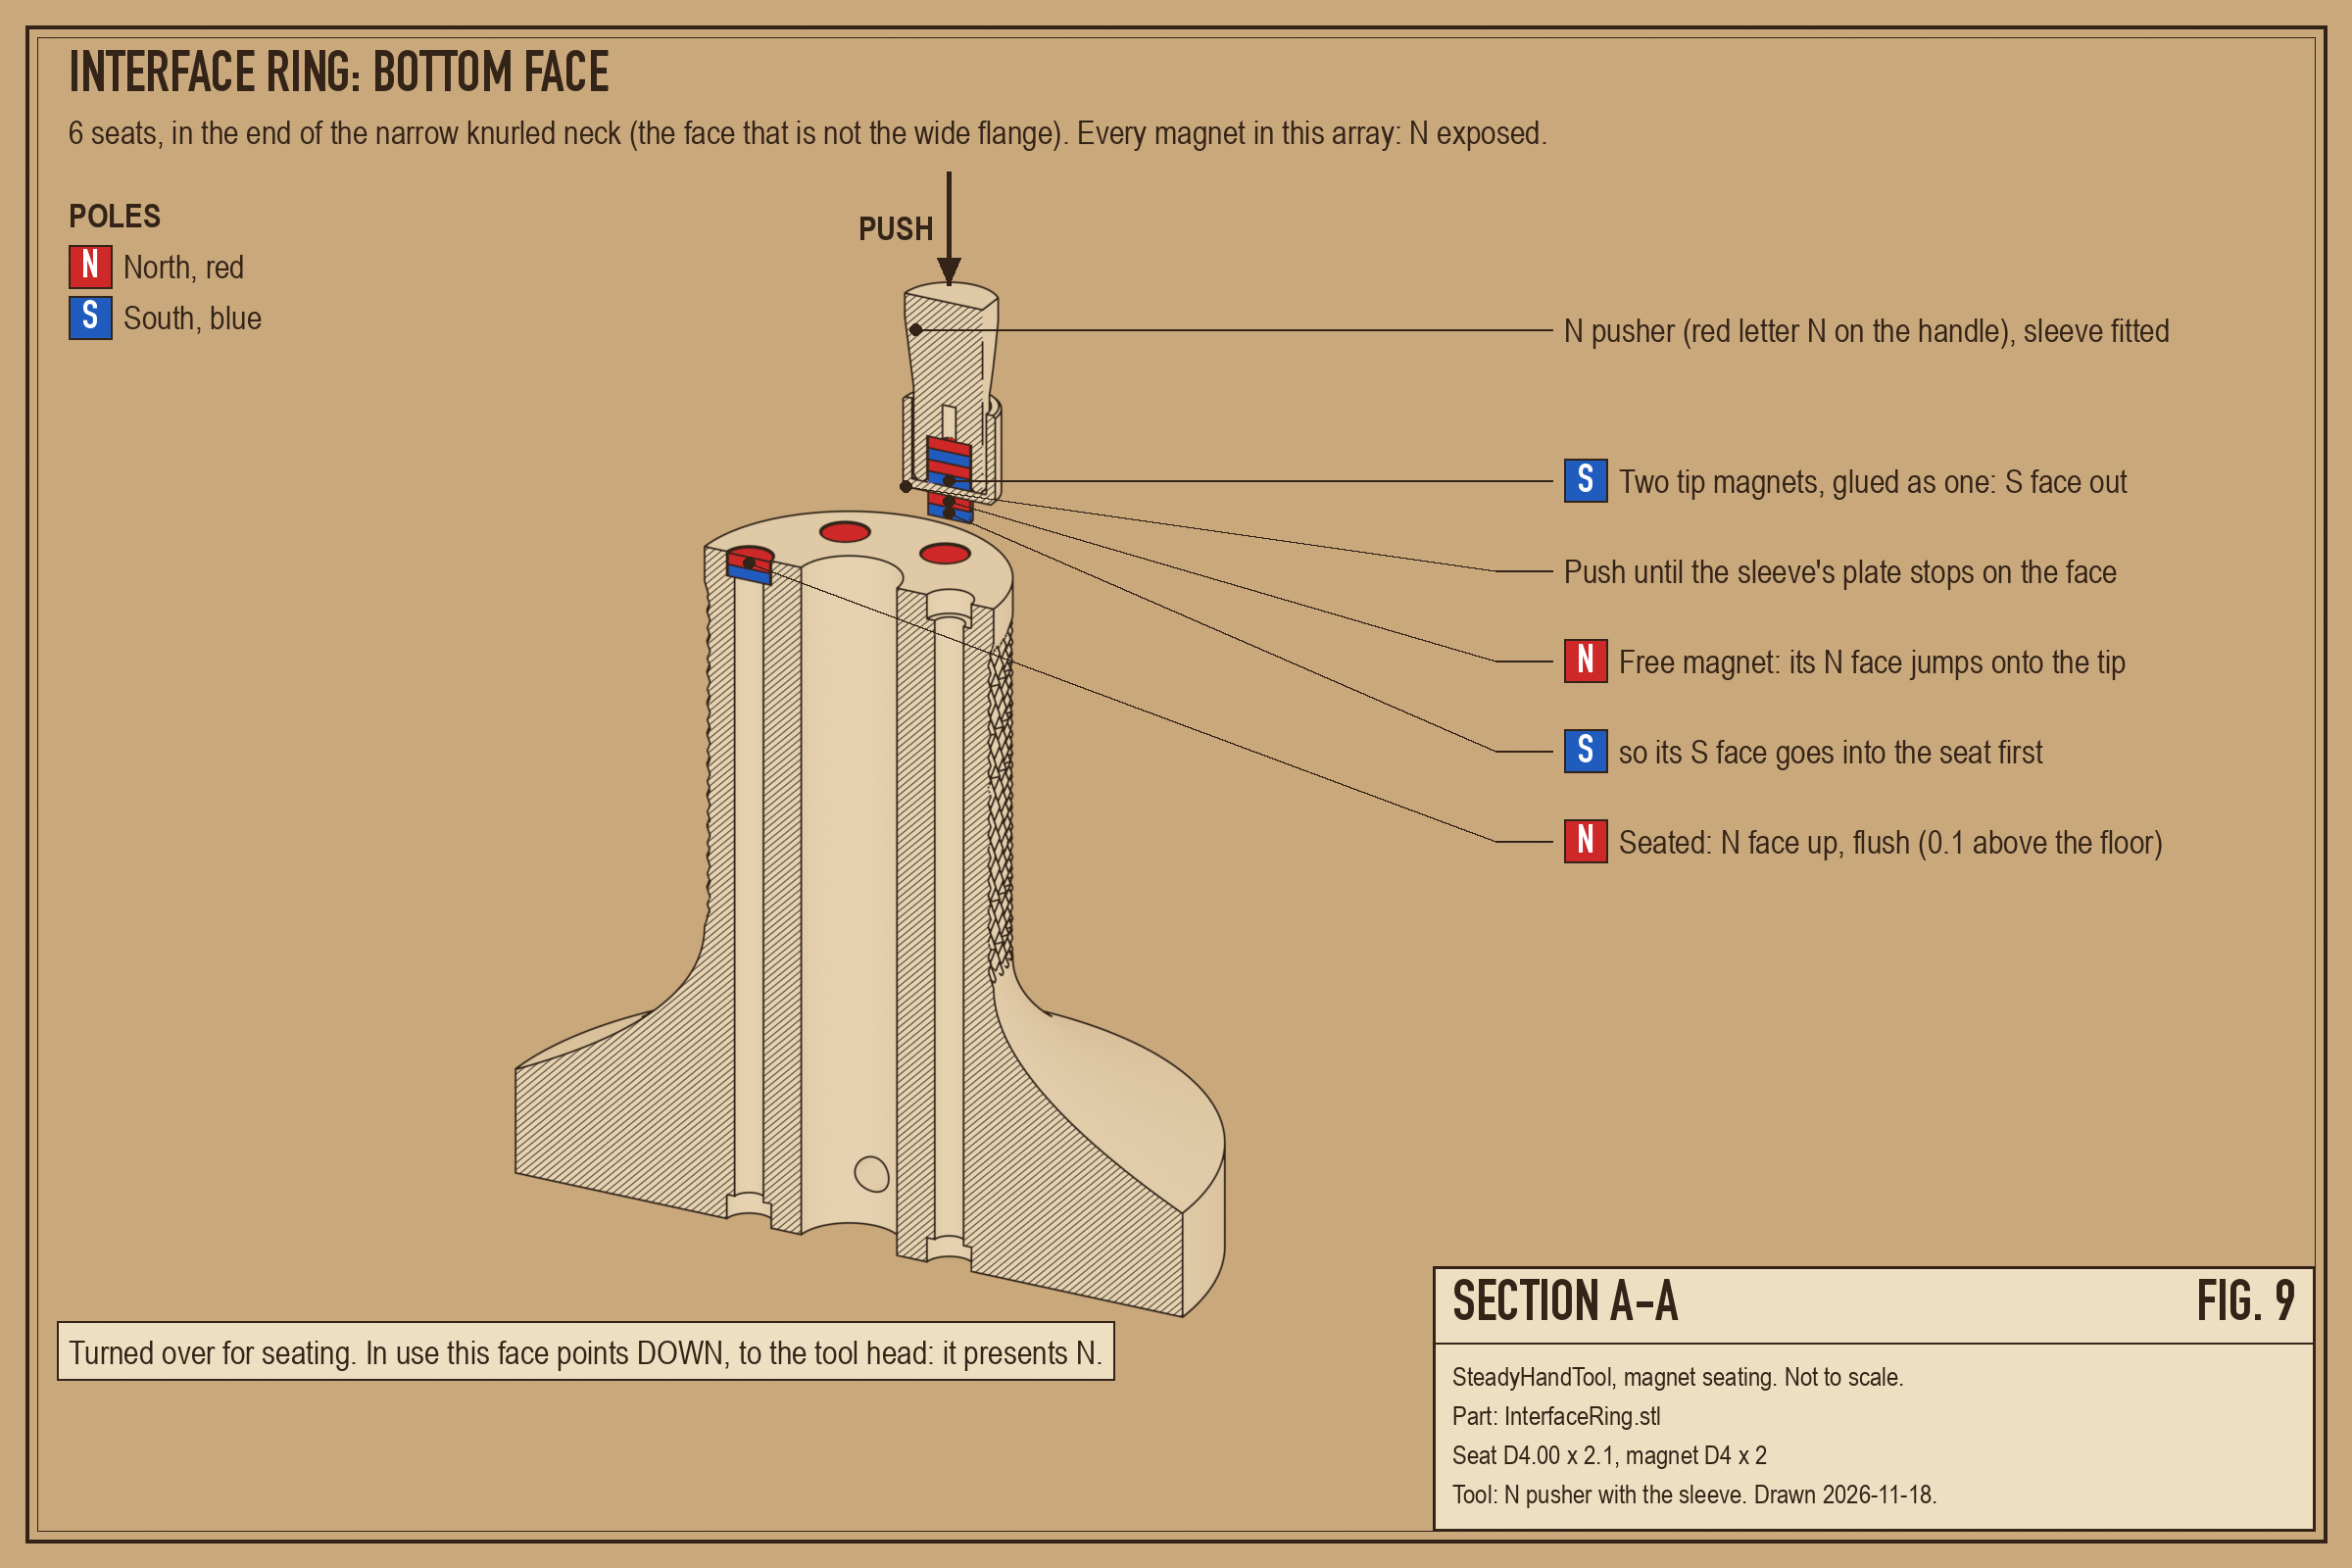 INTERFACE RING: BOTTOM FACE
6 seats, in the end of the narrow knurled neck (the face that is not the wide flange). Every magnet in this array: N exposed.
POLES
N North, red
S South, blue
PUSH
N pusher (red letter N on the handle), sleeve fitted
S Two tip magnets, glued as one: S face out
Push until the sleeve's plate stops on the face
N Free magnet: its N face jumps onto the tip
S so its S face goes into the seat first
N Seated: N face up, flush (0.1 above the floor)
Turned over for seating. In use this face points DOWN, to the tool head: it presents N.
SECTION A-A FIG. 9
SteadyHandTool, magnet seating. Not to scale.
Part: InterfaceRing.stl
Seat D4.00 x 2.1, magnet D4 x 2
Tool: N pusher with the sleeve. Drawn 2026-11-18.